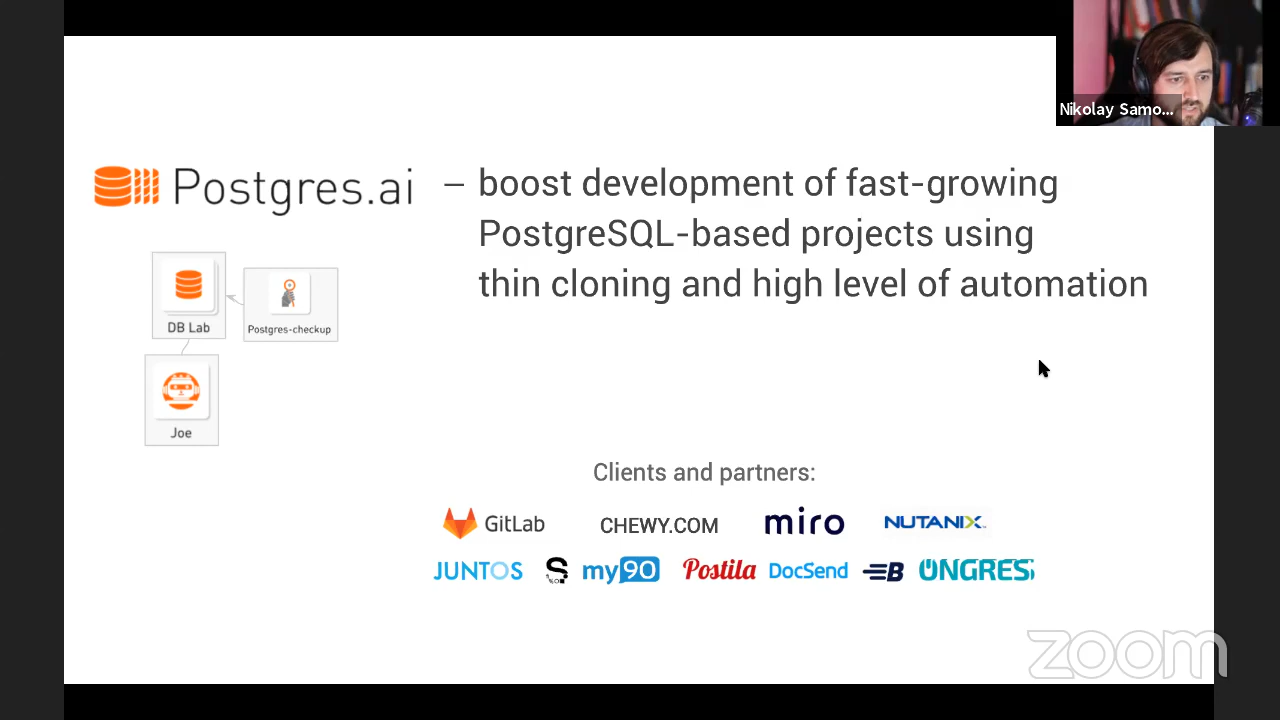 Nikolay Samo...
Postgres.ai
– boost development of fast-growing
PostgreSQL-based projects using
thin cloning and high level of automation
DB Lab
Postgres-checkup
Joe
Clients and partners:
GitLab
CHEWY.COM
miro
NUTANIX
JUNTOS
S
my90
Postila
DocSend
B
ONGRES
zoom